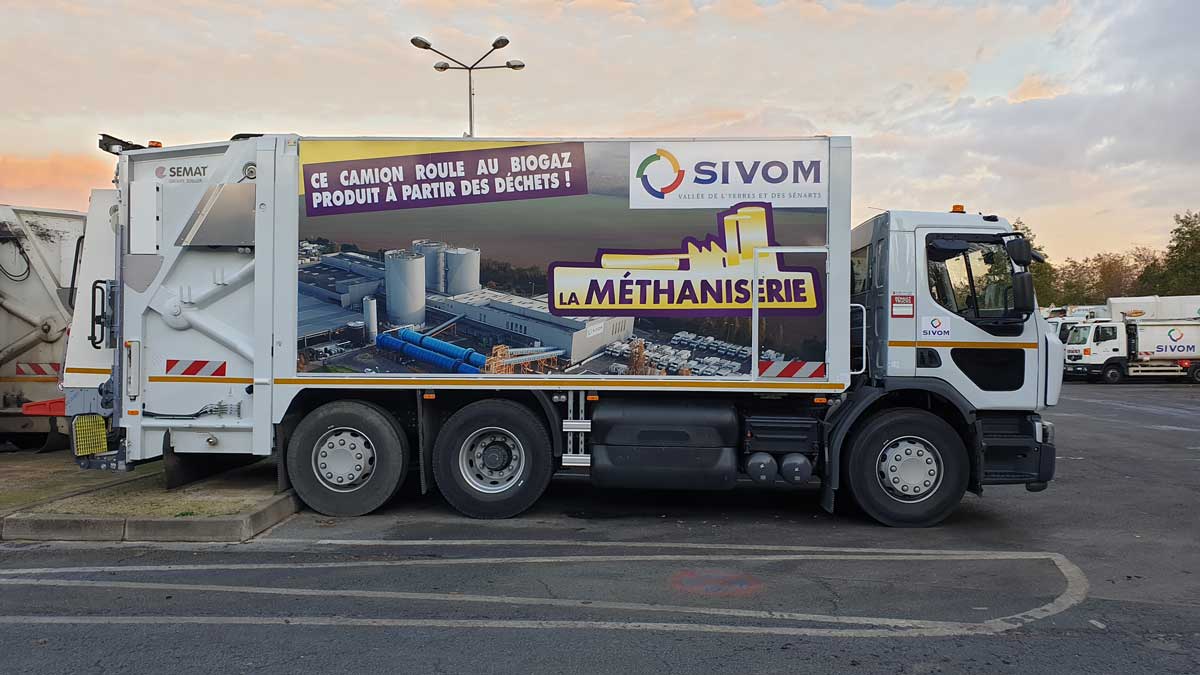 SEMAT
CE CAMION ROULE AU BIOGAZ
PRODUIT À PARTIR DES DÉCHETS !
SIVOM
VALLÉE DE L'YERRES ET DES SÉNARTS
LA MÉTHANISERIE
SIVOM
SIVOM
SIVOM